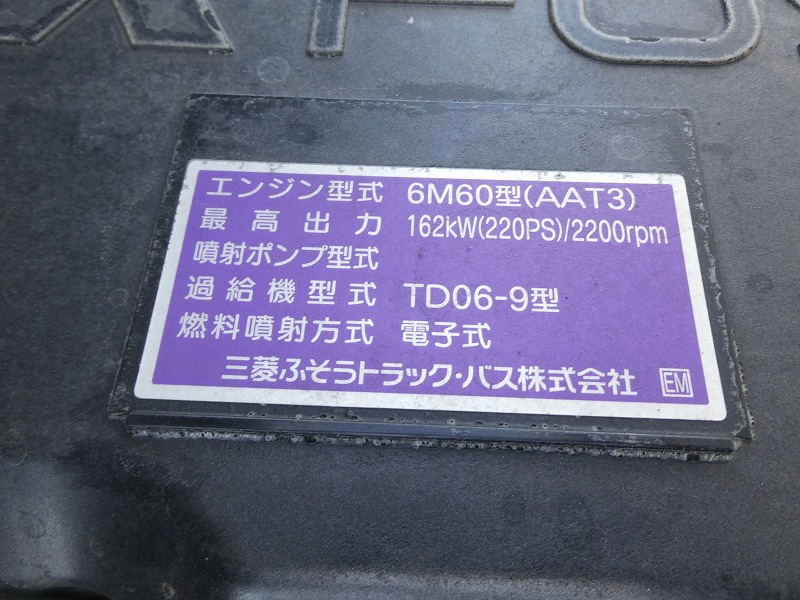 エンジン型式 6M60型(AAT3)
最高出力 162kW(220PS)/2200rpm
噴射ポンプ型式
過給機型式 TD06-9型
燃料噴射方式 電子式
三菱ふそうトラック・バス株式会社 EM